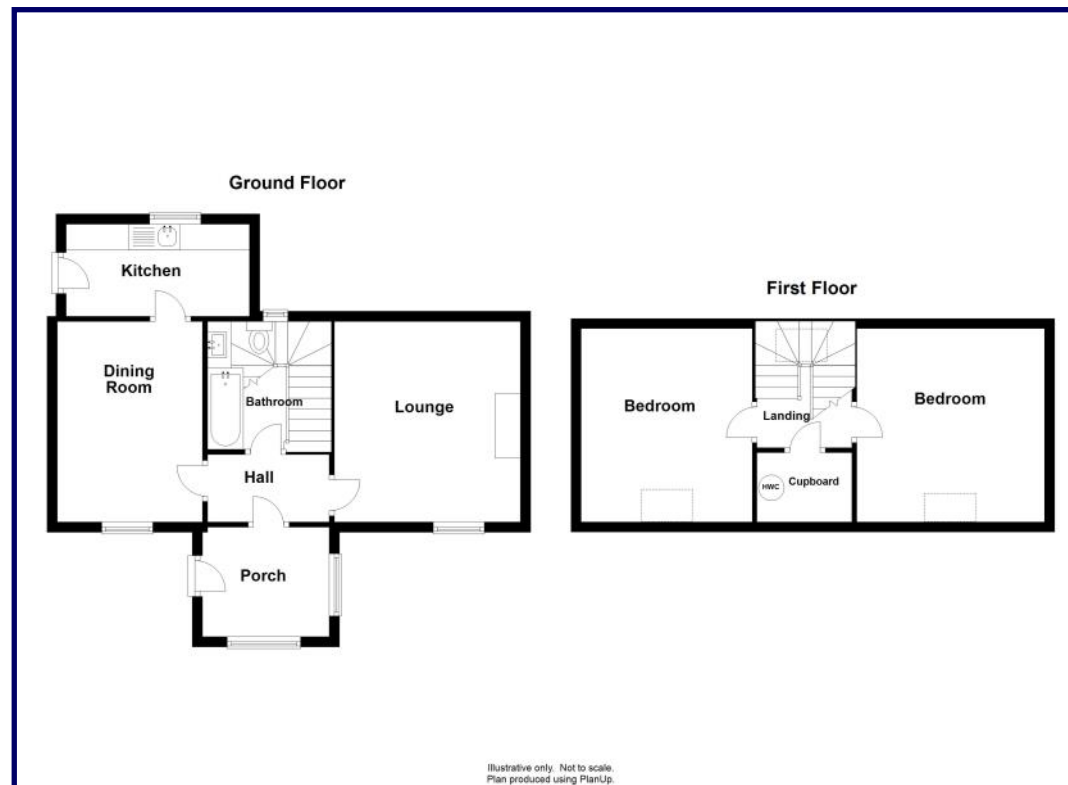 Ground Floor
Kitchen
Dining
Room
Bathroom
Lounge
Hall
Porch
First Floor
Bedroom
Landing
Bedroom
HWC
Cupboard
Illustrative only. Not to scale.
Plan produced using PlanUp.